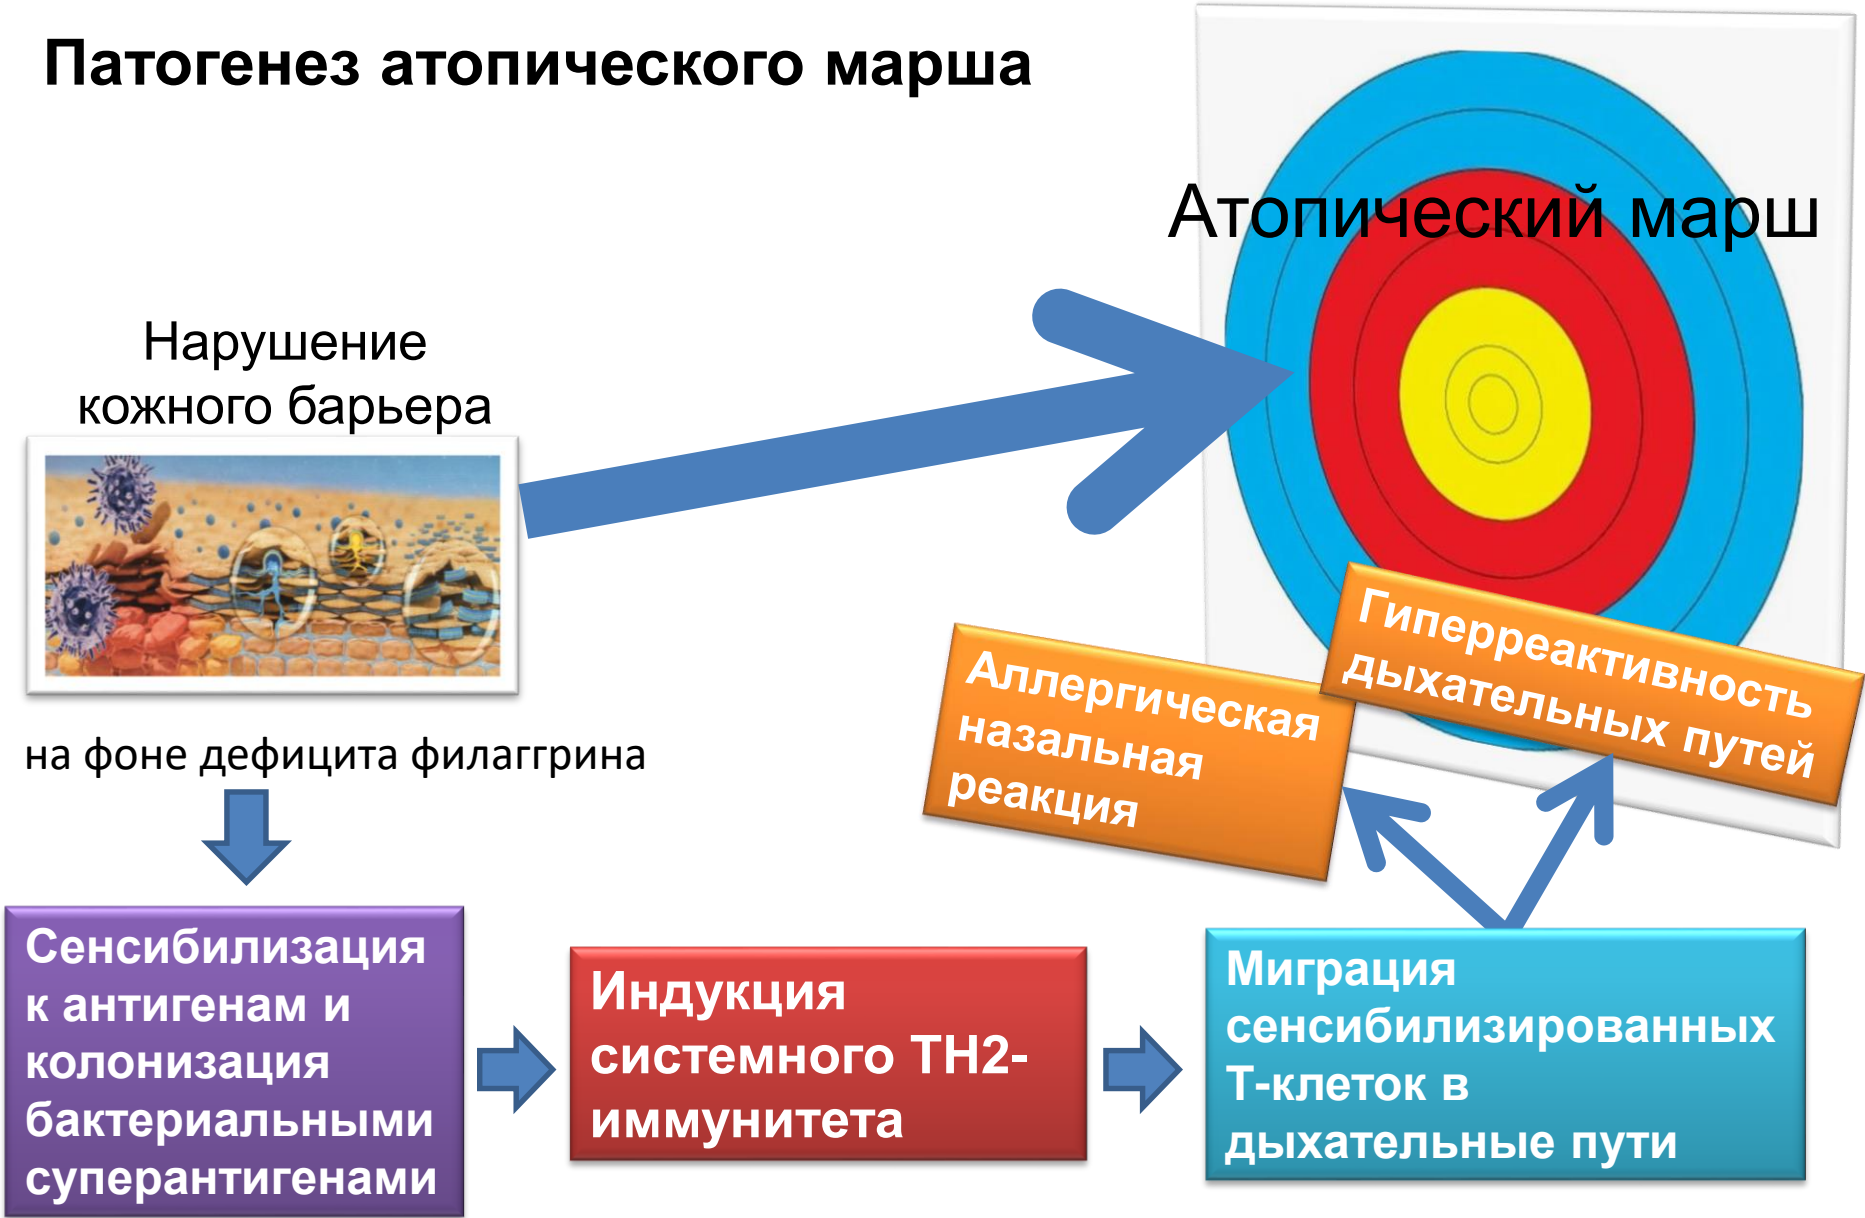 Патогенез атопического марша
Атопический марш
Нарушение
кожного барьера
на фоне дефицита филаггрина
Сенсибилизация
к антигенам и
колонизация
бактериальными
суперантигенами
Индукция
системного ТН2-
иммунитета
Миграция
сенсибилизированных
Т-клеток в
дыхательные пути
Аллергическая
назальная
реакция
Гиперреактивность
дыхательных путей